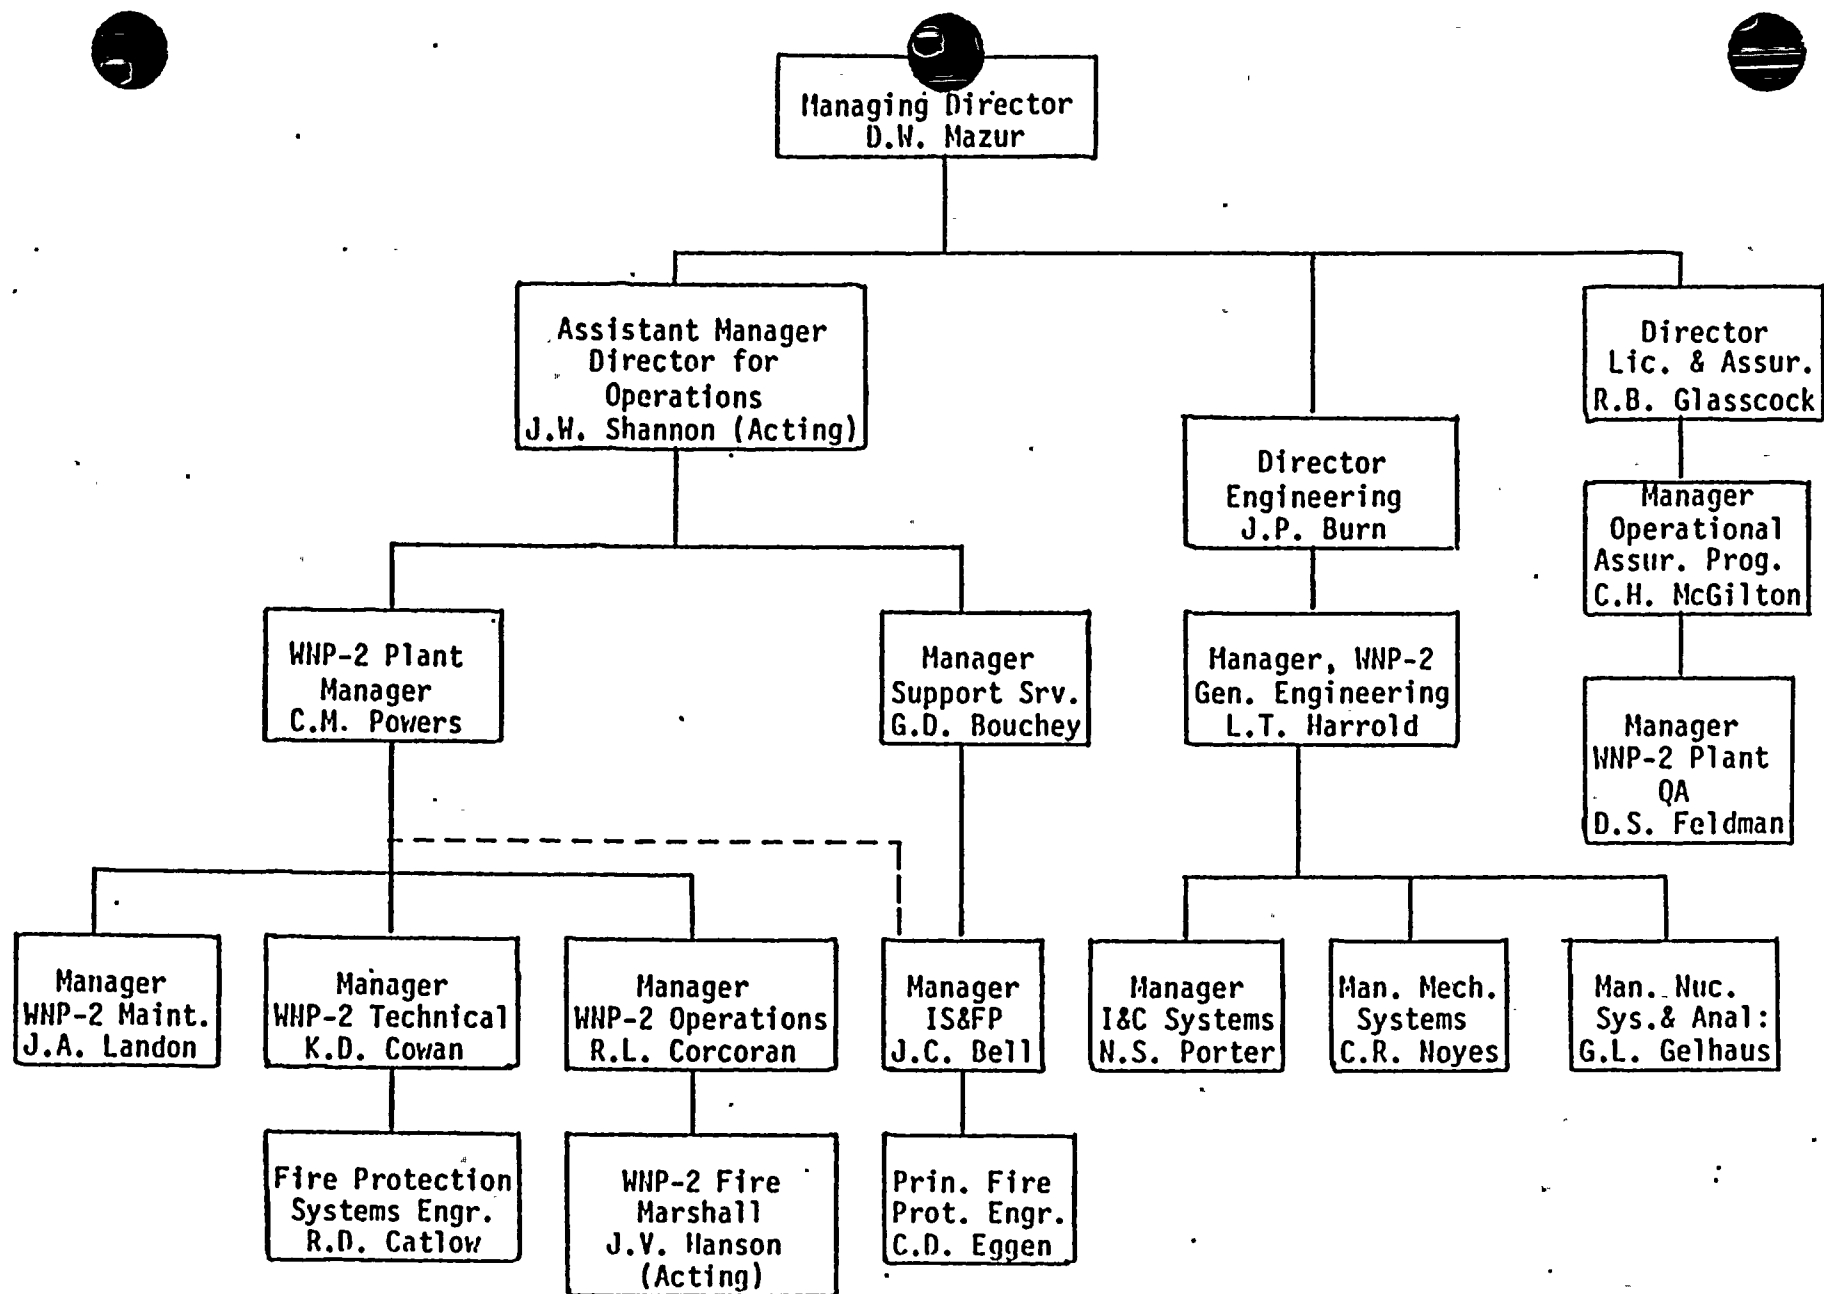 Managing Director
D.W. Mazur
Assistant Manager
Director for
Operations
J.W. Shannon (Acting)
Director
Lic. & Assur.
R.B. Glasscock
Director
Engineering
J.P. Burn
Manager
Operational
Assur. Prog.
C.H. McGilton
WNP-2 Plant
Manager
C.M. Powers
Manager
Support Srv.
G.D. Bouchey
Manager, WNP-2
Gen. Engineering
L.T. Harrold
Manager
WNP-2 Plant
QA
D.S. Feldman
Manager
WNP-2 Maint.
J.A. Landon
Manager
WNP-2 Technical
K.D. Cowan
Manager
WNP-2 Operations
R.L. Corcoran
Manager
IS&FP
J.C. Bell
Manager
I&C Systems
N.S. Porter
Man. Mech.
Systems
C.R. Noyes
Man. Nuc.
Sys.& Anal:
G.L. Gelhaus
Fire Protection
Systems Engr.
R.D. Catlow
WNP-2 Fire
Marshall
J.V. Hanson
(Acting)
Prin. Fire
Prot. Engr.
C.D. Eggen